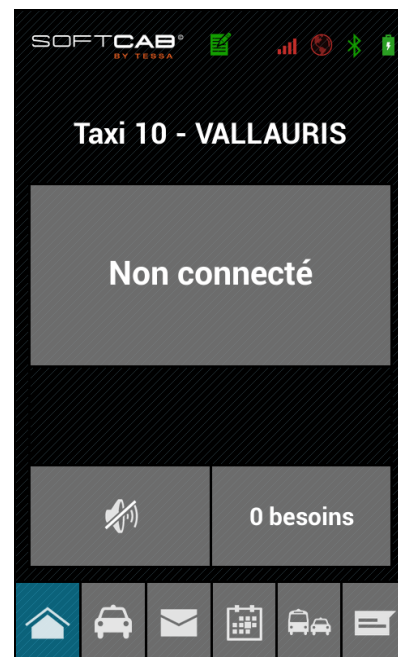 SOFTCAB®
BY TESSA
Taxi 10 - VALLAURIS
Non connecté
0 besoins